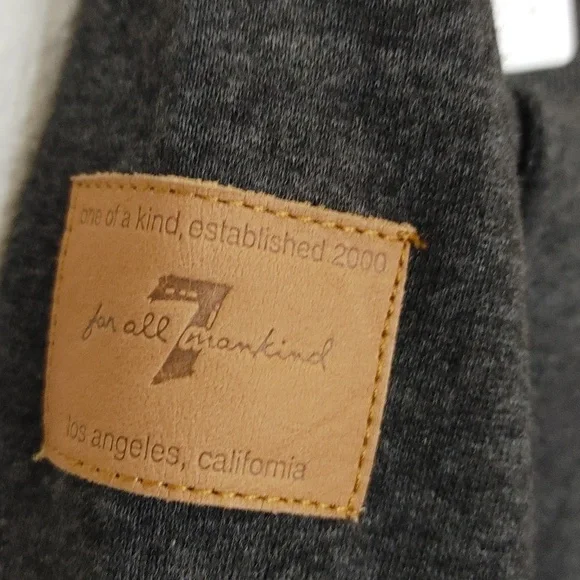 one of a kind, established 2000
7
for all mankind
los angeles, california